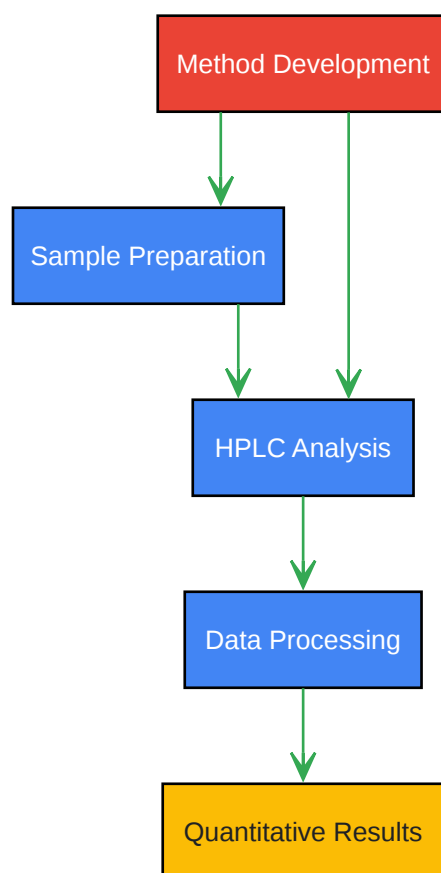 Method Development
Sample Preparation
HPLC Analysis
Data Processing
Quantitative Results